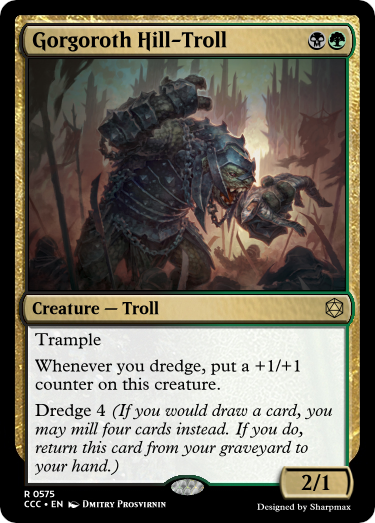 Gorgoroth Hill-Troll
Creature — Troll
Trample
Whenever you dredge, put a +1/+1
counter on this creature.
Dredge 4 (If you would draw a card, you
may mill four cards instead. If you do,
return this card from your graveyard to
your hand.)
2/1
R 0575
CCC • EN Dmitry Prosvirnin
Designed by Sharpmax